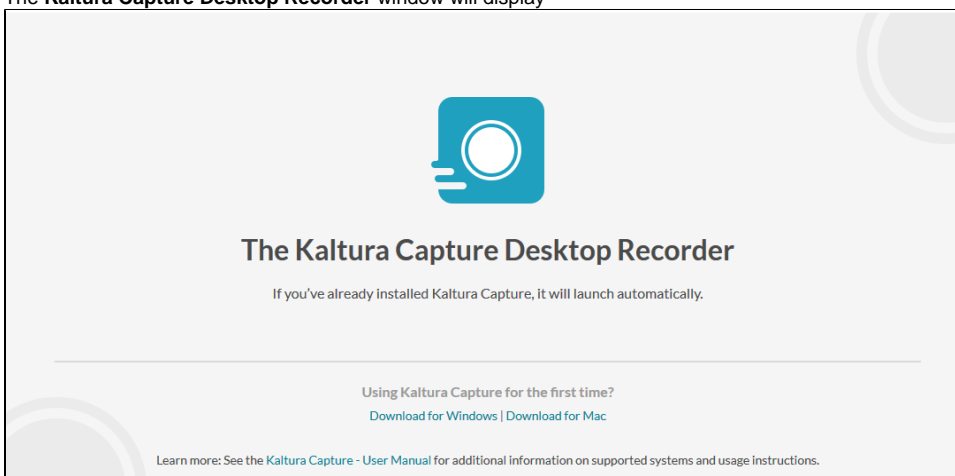 The Kaltura Capture Desktop Recorder window will display
The Kaltura Capture Desktop Recorder
If you've already installed Kaltura Capture, it will launch automatically.
Using Kaltura Capture for the first time?
Download for Windows | Download for Mac
Learn more: See the Kaltura Capture - User Manual for additional information on supported systems and usage instructions.